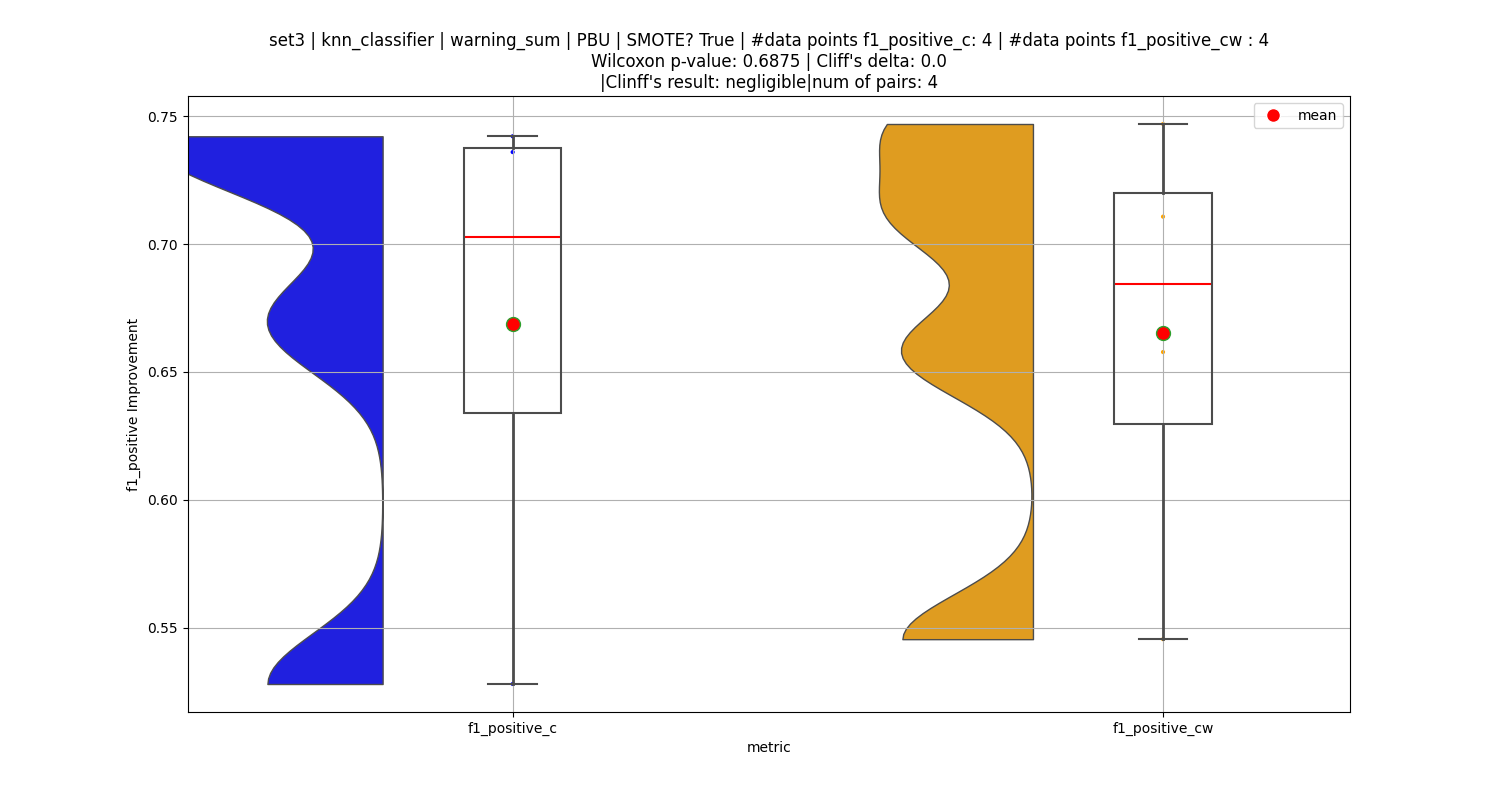 set3 | knn_classifier | warning_sum | PBU | SMOTE? True | #data points f1_positive_c: 4 | #data points f1_positive_cw : 4
Wilcoxon p-value: 0.6875 | Cliff's delta: 0.0
|Clinff's result: negligible|num of pairs: 4
mean
0.75
0.70
0.65
0.60
0.55
f1_positive Improvement
f1_positive_c
f1_positive_cw
metric